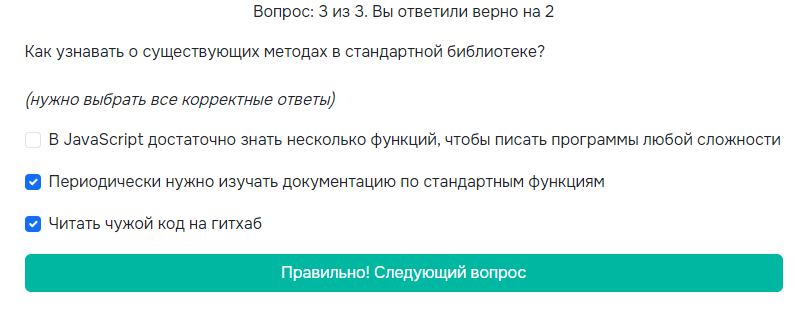 Вопрос: 3 из 3. Вы ответили верно на 2
Как узнавать о существующих методах в стандартной библиотеке?
(нужно выбрать все корректные ответы)
В JavaScript достаточно знать несколько функций, чтобы писать программы любой сложности
Периодически нужно изучать документацию по стандартным функциям
Читать чужой код на гитхаб
Правильно! Следующий вопрос